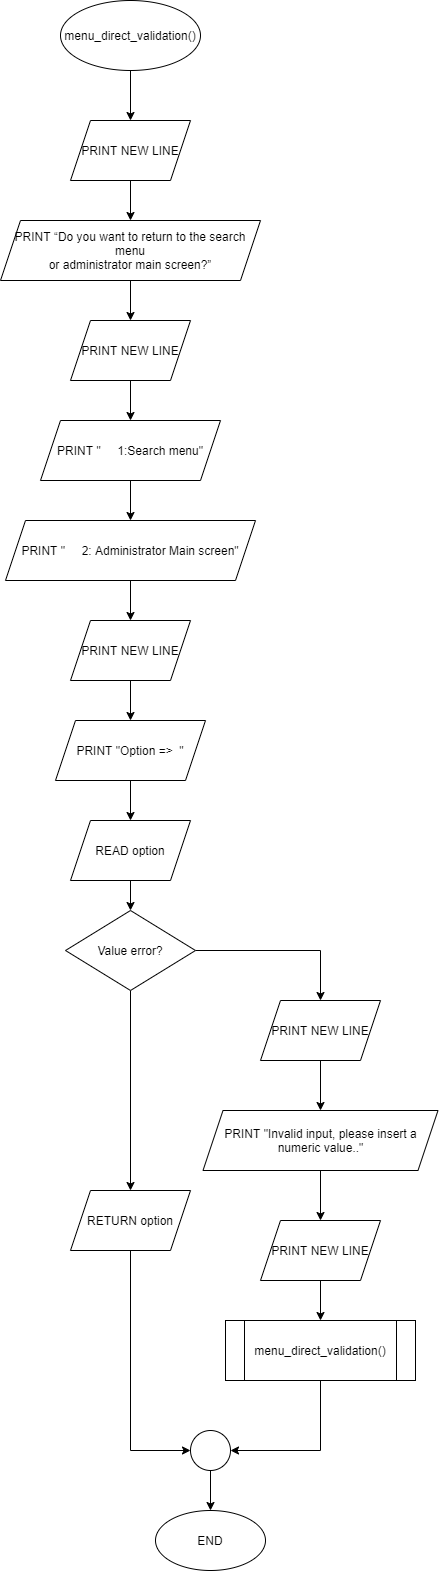 menu_direct_validation()
PRINT NEW LINE
PRINT “Do you want to return to the search
menu
or administrator main screen?”
PRINT NEW LINE
PRINT "     1:Search menu"
PRINT "     2: Administrator Main screen"
PRINT NEW LINE
PRINT "Option =>  "
READ option
Value error?
PRINT NEW LINE
PRINT "Invalid input, please insert a
numeric value.."
RETURN option
PRINT NEW LINE
menu_direct_validation()
END